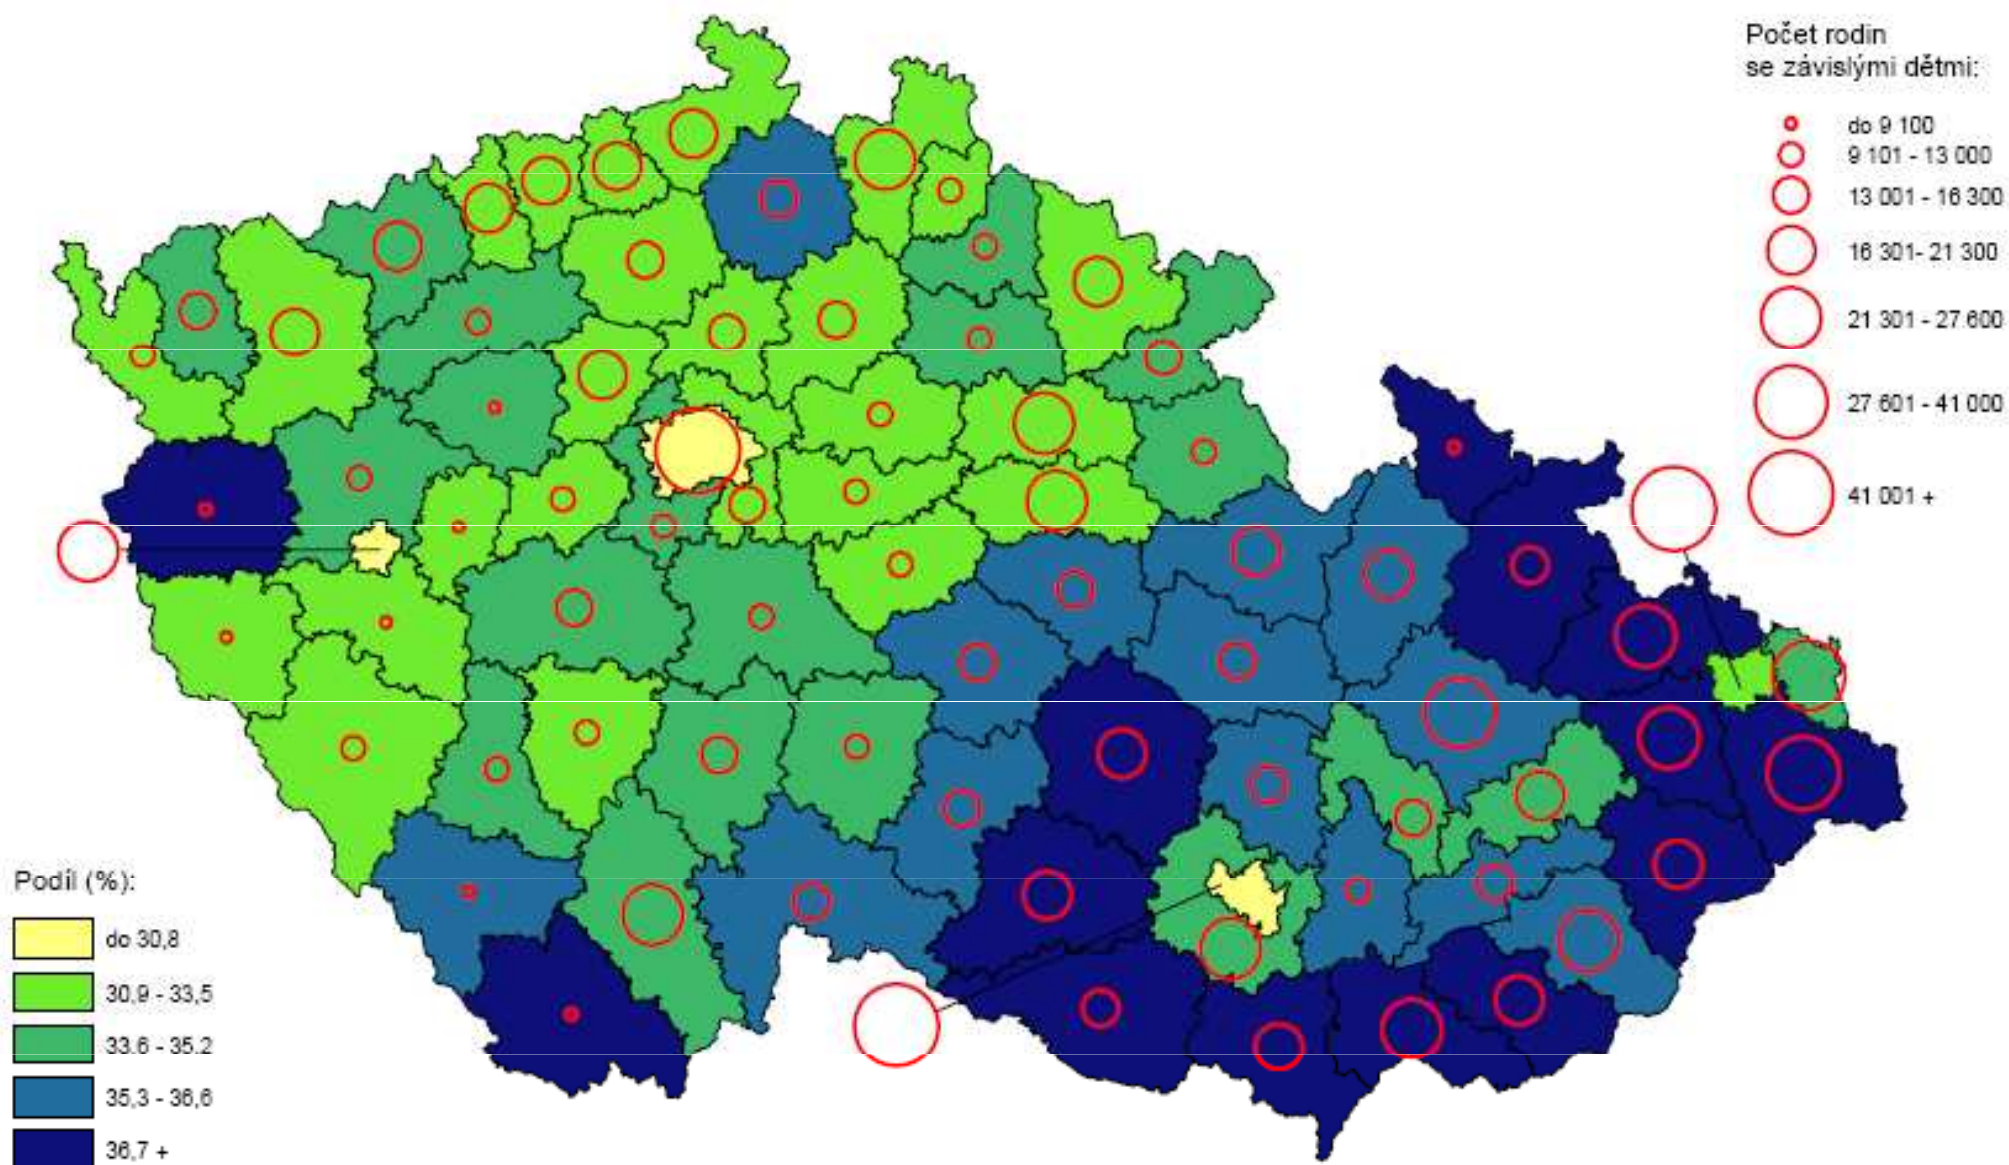 Počet rodin
se závislými dětmi:
do 9 100
9 101 - 13 000
13 001 - 16 300
16 301- 21 300
21 301 - 27 600
27 601 - 41 000
41 001 +
Podíl (%):
do 30,8
30,9 - 33,5
33,6 - 35,2
35,3 - 36,6
36,7 +